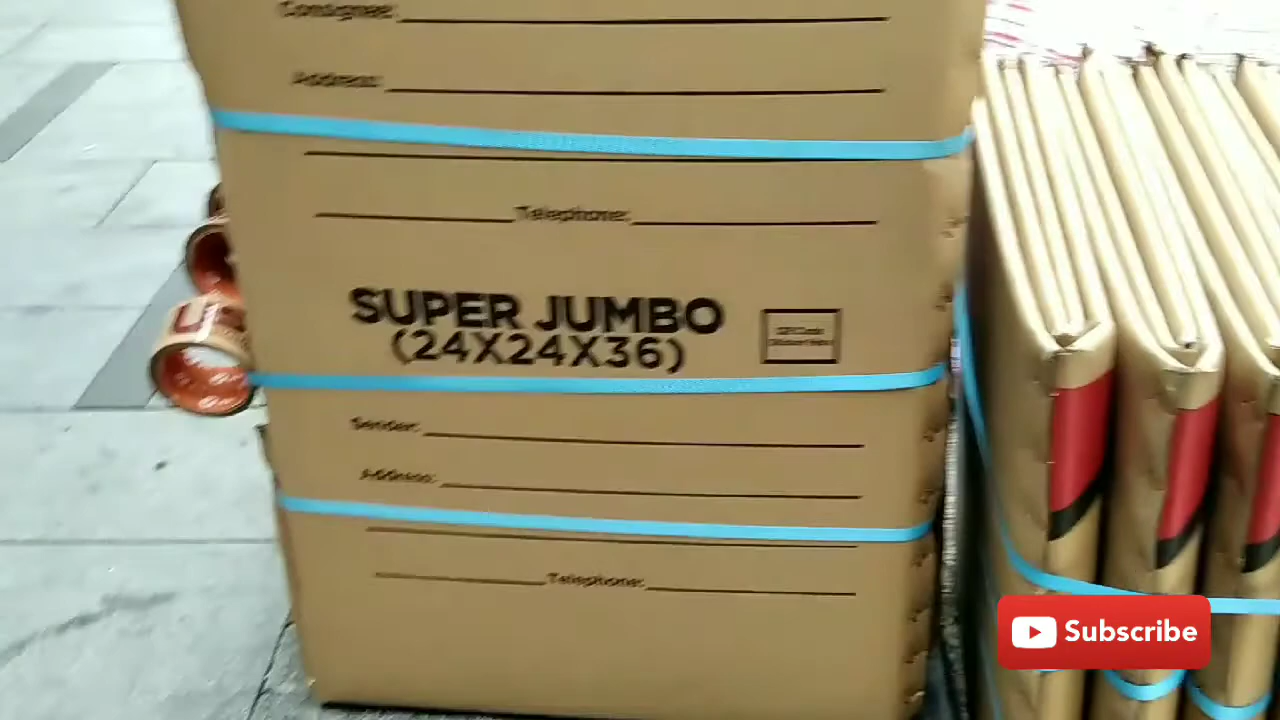 Consignee:
Address:
Telephone:
SUPER JUMBO
(24X24X36)
Sender:
Address:
Telephone:
Subscribe